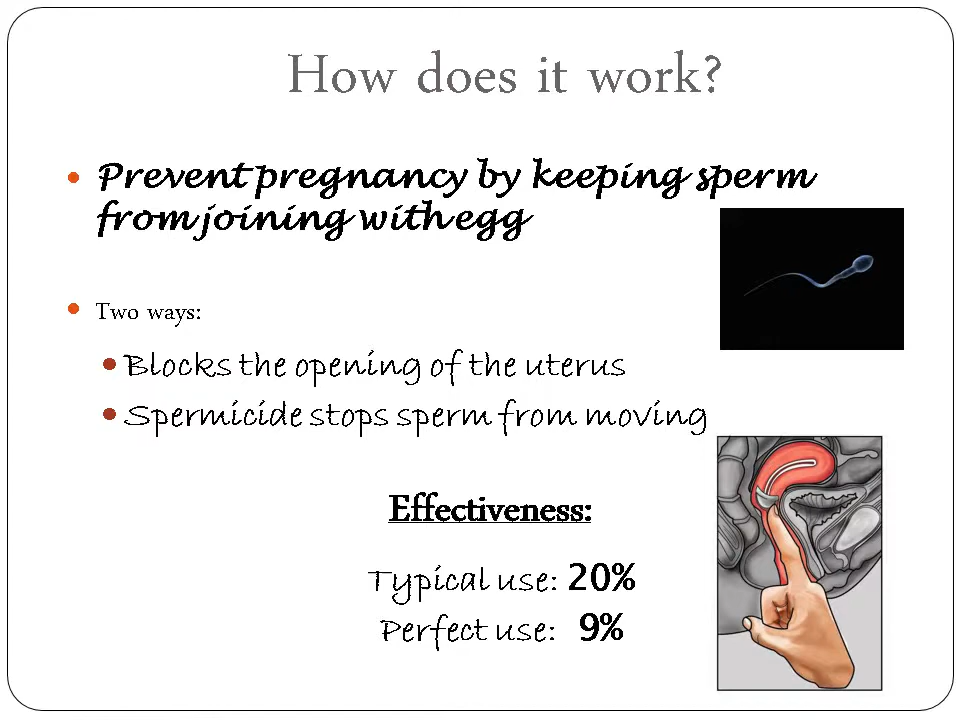 How does it work?
Prevent pregnancy by keeping sperm
from joining with egg
Two ways:
Blocks the opening of the uterus
Spermicide stops sperm from moving
Effectiveness:
Typical use: 20%
Perfect use: 9%